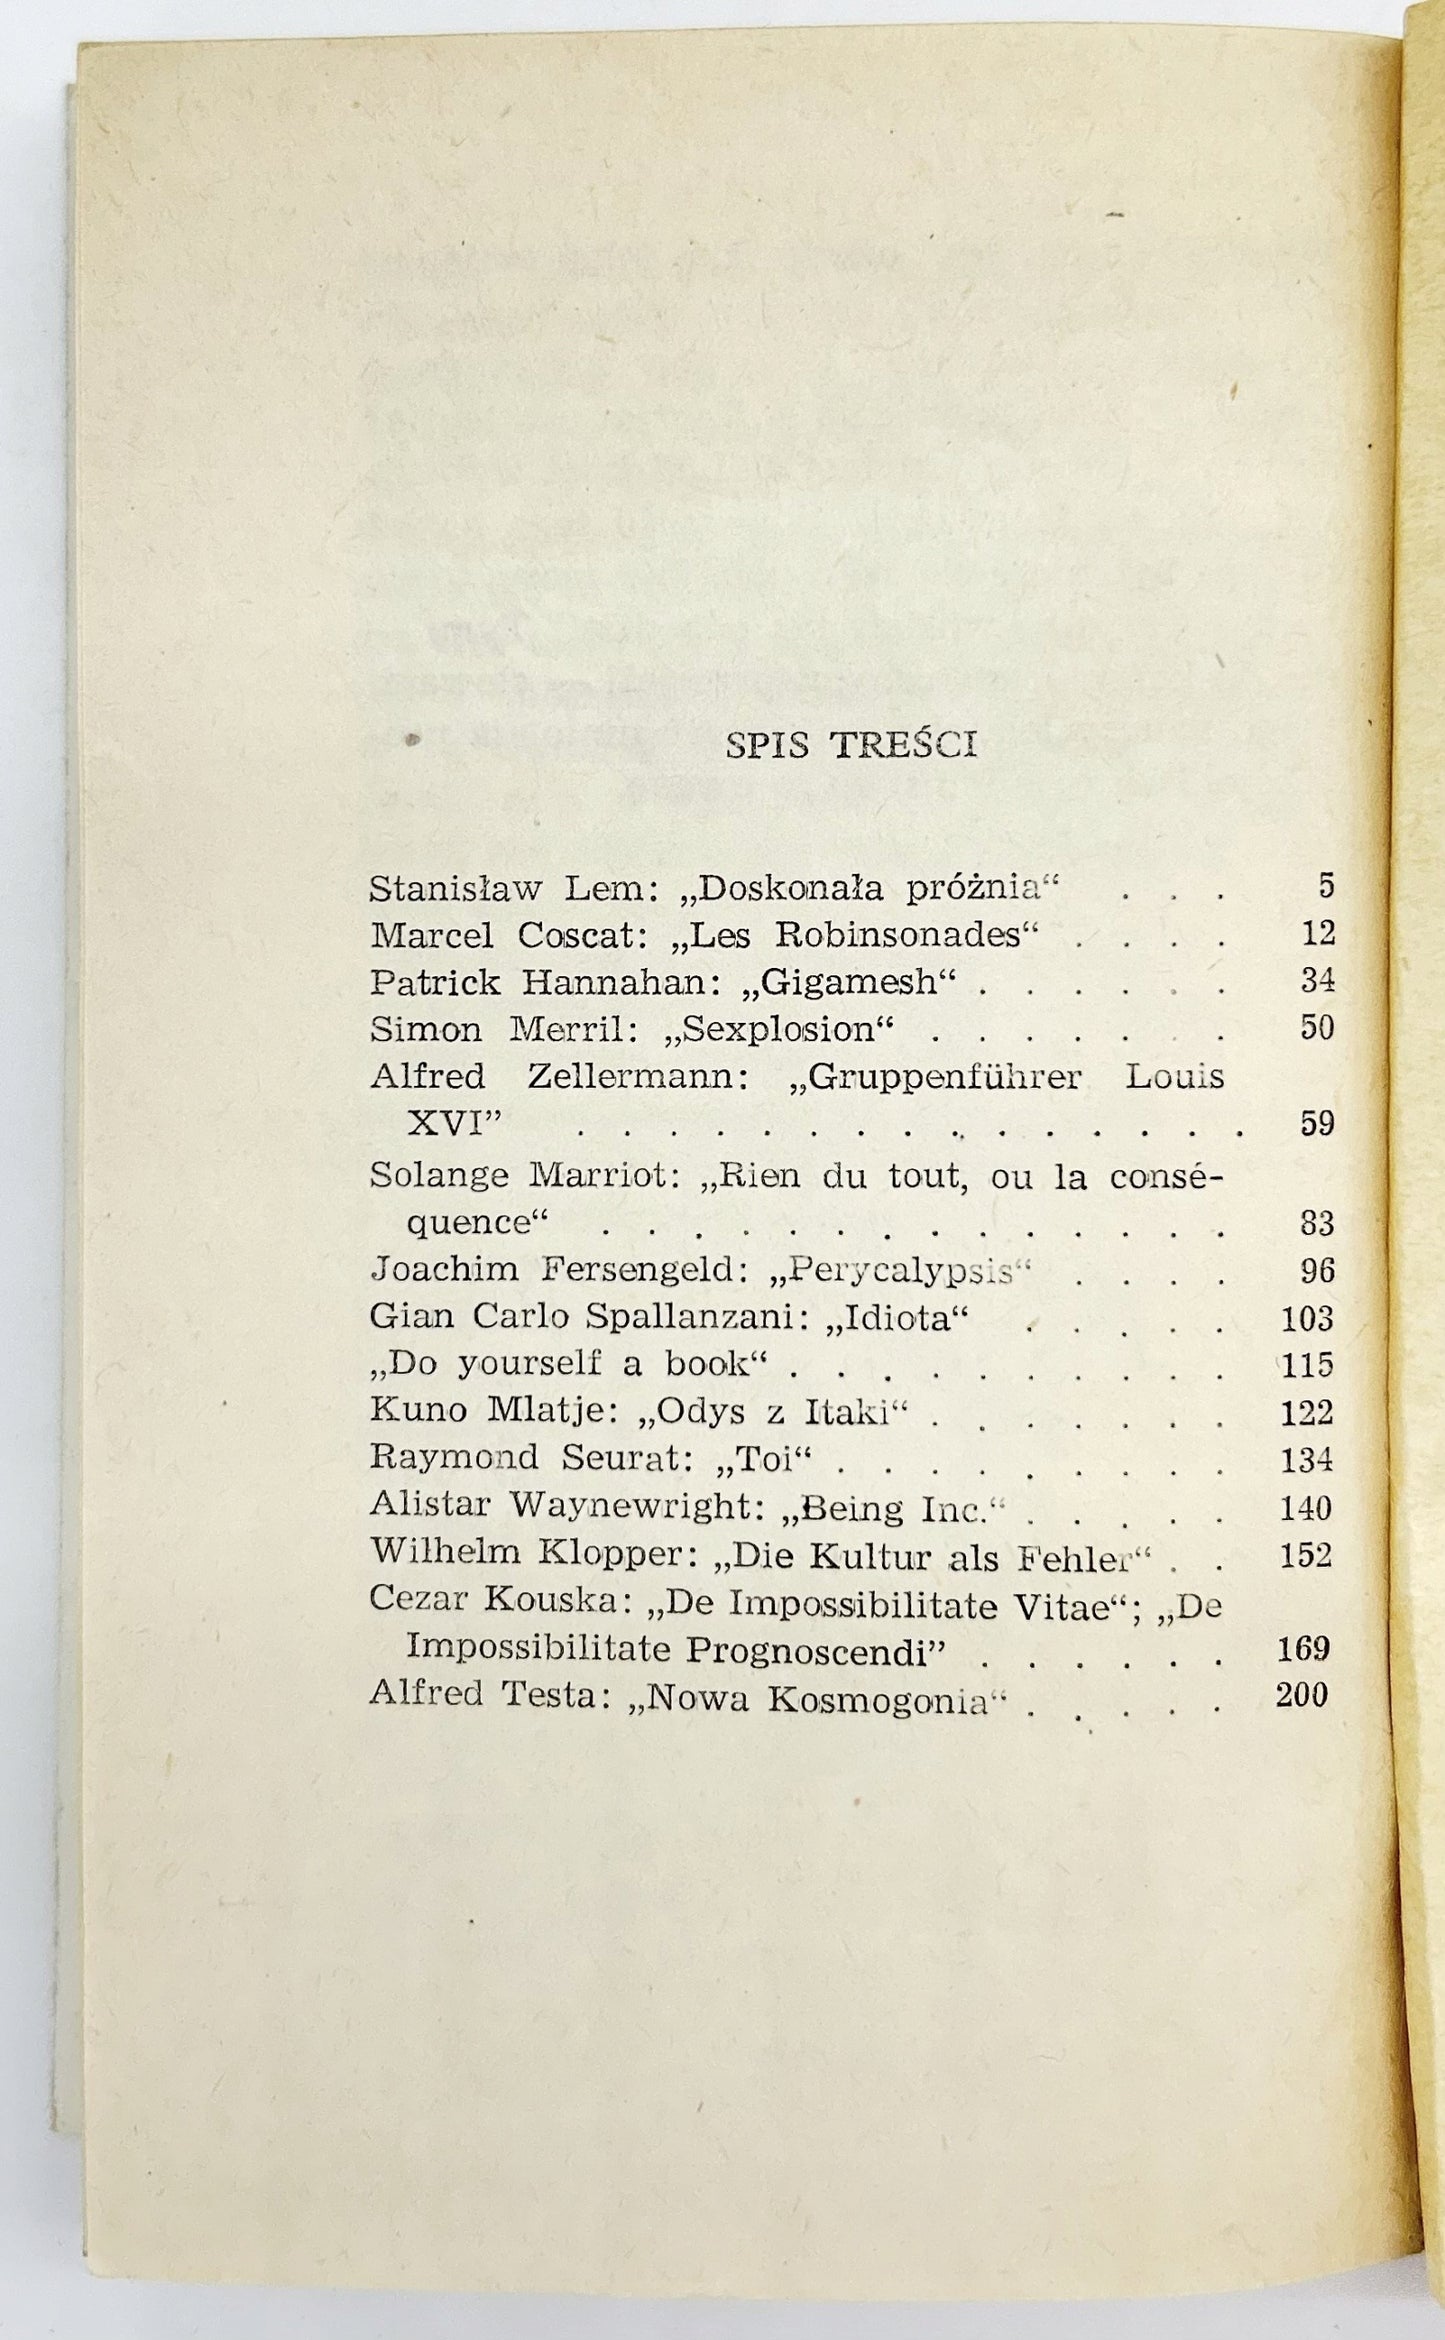 SPIS TREŚCI
Stanisław Lem: „Doskonała próżnia“ . . . 5
Marcel Coscat: „Les Robinsonades“ . . . . 12
Patrick Hannahan: „Gigamesh“ . . . . . . 34
Simon Merril: „Sexplosion“ . . . . . . . 50
Alfred Zellermann: „Gruppenführer Louis
XVI” . . . . . . . . . . . . . . . 59
Solange Marriot: „Rien du tout, ou la consé-
quence“ . . . . . . . . . . . . . . 83
Joachim Fersengeld: „Perycalypsis“ . . . . 96
Gian Carlo Spallanzani: „Idiota“ . . . . . 103
„Do yourself a book“ . . . . . . . . . . 115
Kuno Mlatje: „Odys z Itaki“ . . . . . . . 122
Raymond Seurat: „Toi“ . . . . . . . . . 134
Alistar Waynewright: „Being Inc.“ . . . . . 140
Wilhelm Klopper: „Die Kultur als Fehler“ . . 152
Cezar Kouska: „De Impossibilitate Vitae“; „De
Impossibilitate Prognoscendi” . . . . . . 169
Alfred Testa: „Nowa Kosmogonia“ . . . . . 200